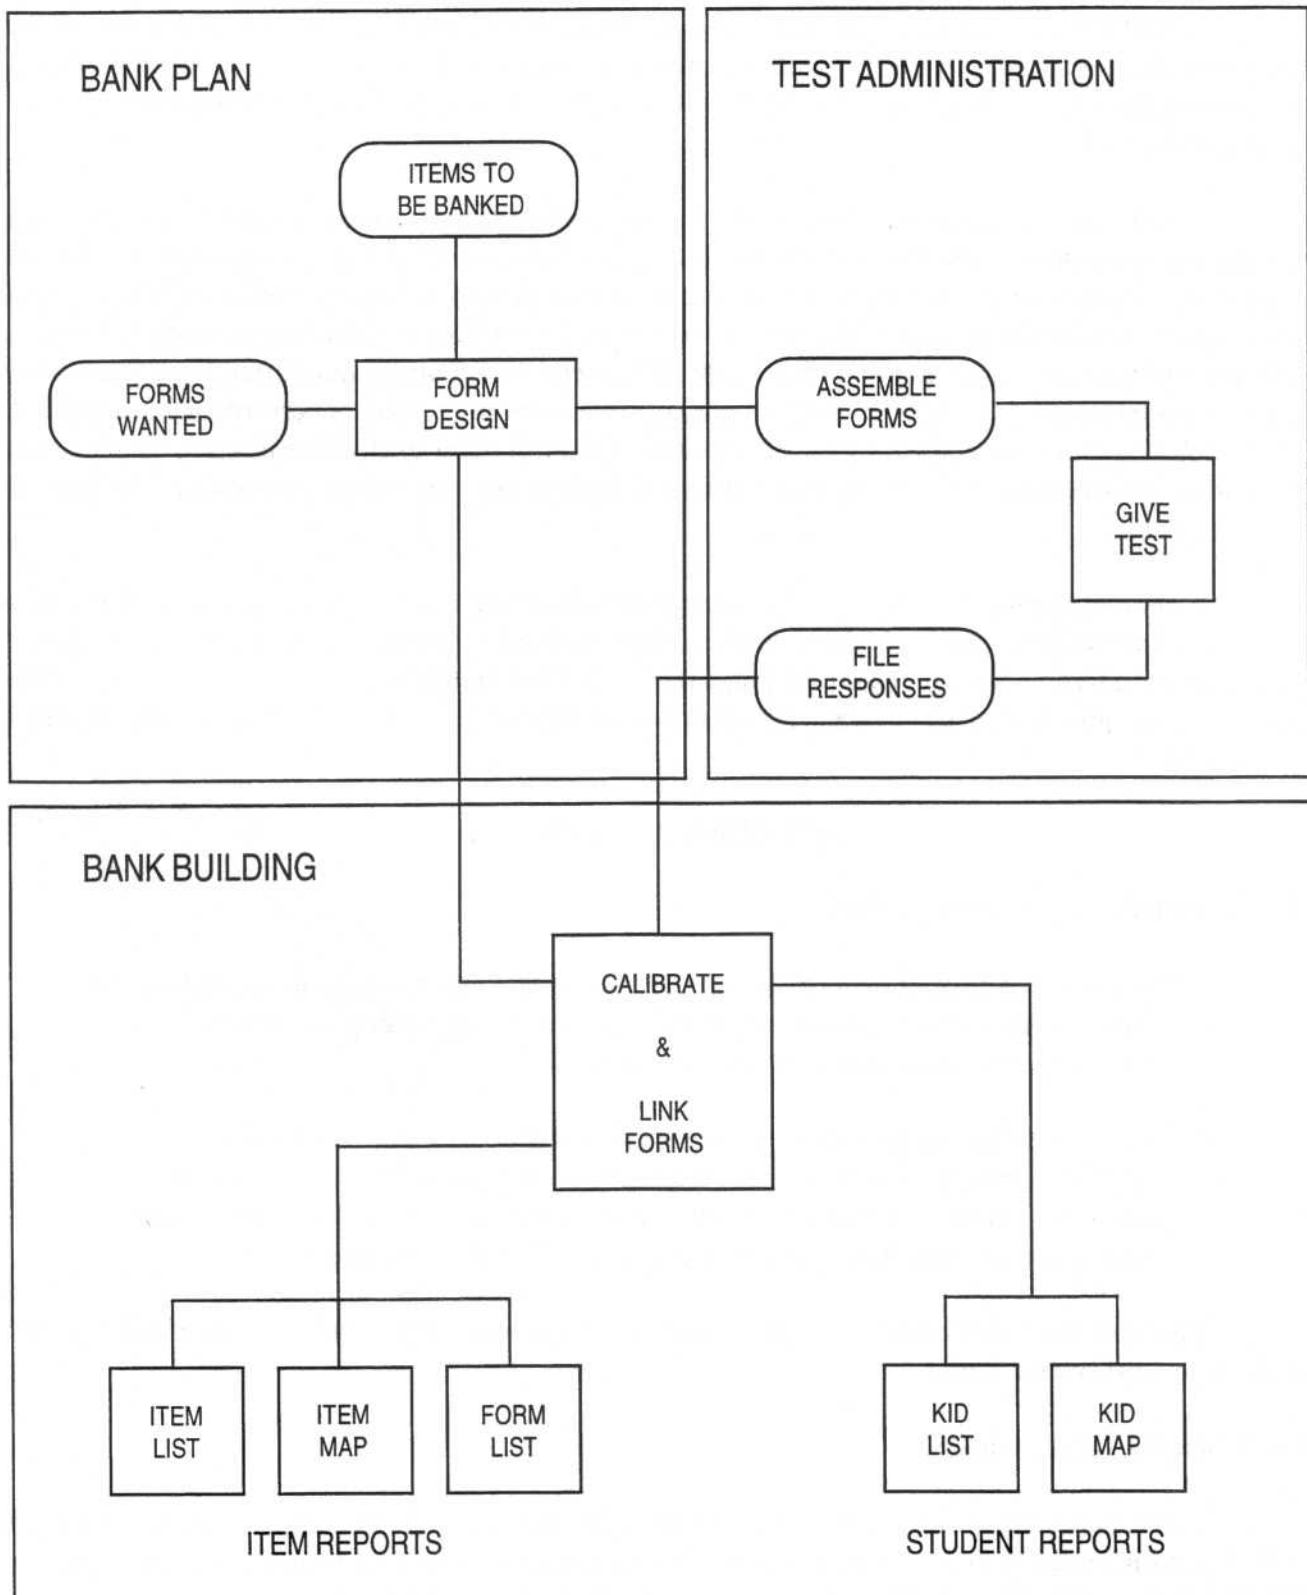 BANK PLAN
TEST ADMINISTRATION
ITEMS TO
BE BANKED
FORMS
WANTED
FORM
DESIGN
ASSEMBLE
FORMS
GIVE
TEST
FILE
RESPONSES
BANK BUILDING
CALIBRATE
&
LINK
FORMS
ITEM
LIST
ITEM
MAP
FORM
LIST
KID
LIST
KID
MAP
ITEM REPORTS
STUDENT REPORTS